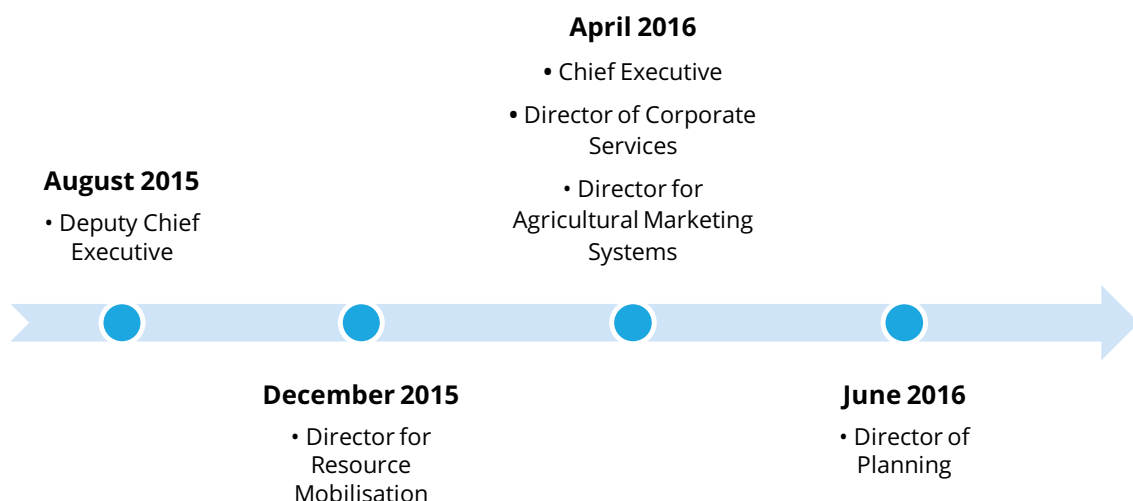 August 2015
• Deputy Chief
Executive
December 2015
• Director for
Resource
Mobilisation
April 2016
• Chief Executive
• Director of Corporate
Services
• Director for
Agricultural Marketing
Systems
June 2016
• Director of
Planning